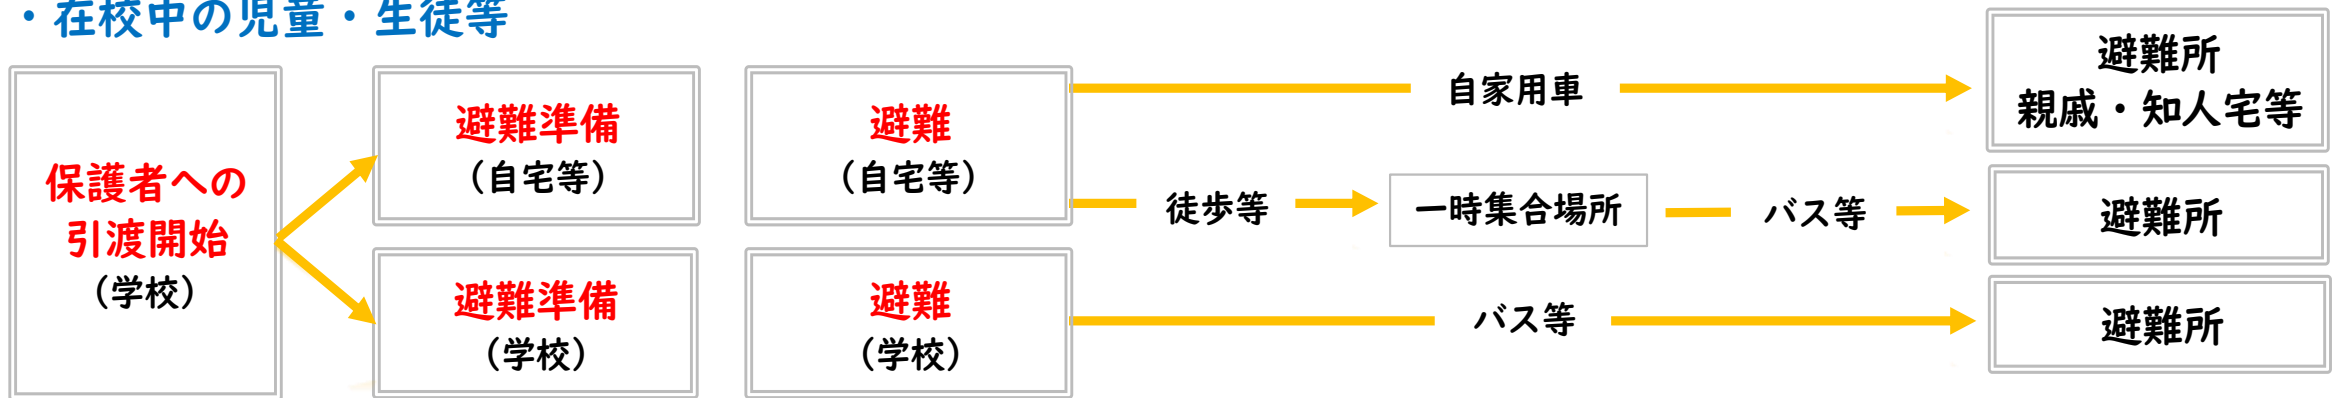 ・在校中の児童・生徒等
保護者への
引渡開始
（学校）
避難準備
（自宅等）
避難
（自宅等）
自家用車
避難所
親戚・知人宅等
徒歩等
一時集合場所
バス等
避難所
避難準備
（学校）
避難
（学校）
バス等
避難所